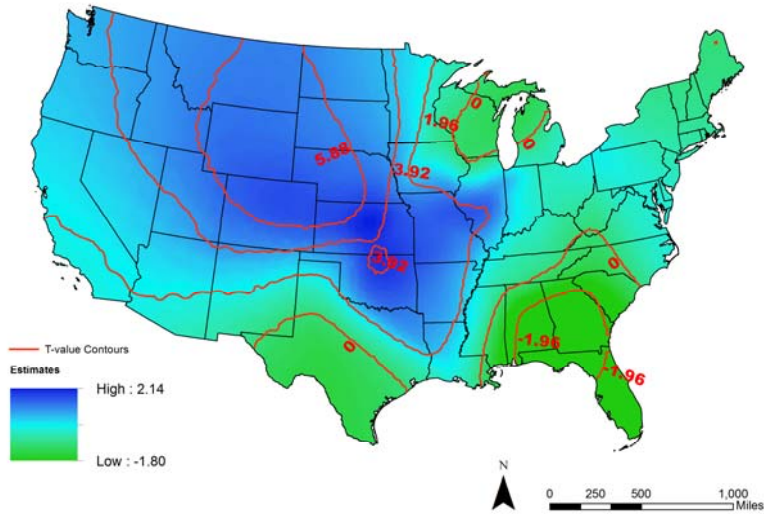 0
1.96
0
5.88
3.92
3.92
0
0
-1.96
-1.96
T-value Contours
Estimates
High : 2.14
Low : -1.80
N
0 250 500 1,000
Miles